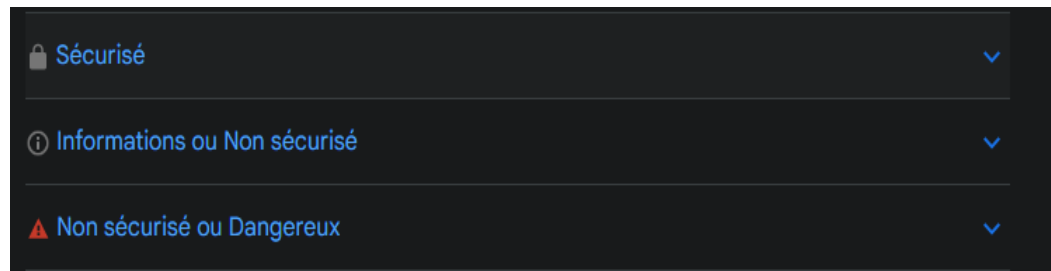 Sécurisé
Informations ou Non sécurisé
Non sécurisé ou Dangereux